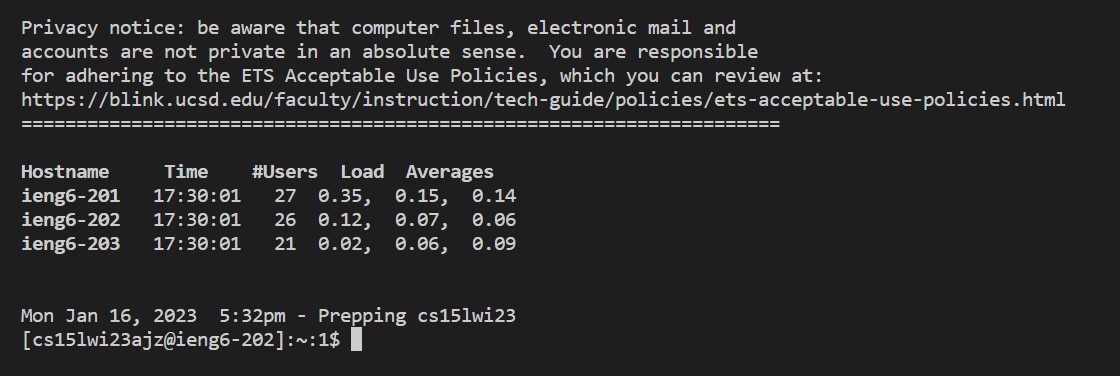 Privacy notice: be aware that computer files, electronic mail and
accounts are not private in an absolute sense.  You are responsible
for adhering to the ETS Acceptable Use Policies, which you can review at:
https://blink.ucsd.edu/faculty/instruction/tech-guide/policies/ets-acceptable-use-policies.html
=====================================================================
Hostname     Time    #Users  Load  Averages
ieng6-201   17:30:01   27  0.35,  0.15,  0.14
ieng6-202   17:30:01   26  0.12,  0.07,  0.06
ieng6-203   17:30:01   21  0.02,  0.06,  0.09
Mon Jan 16, 2023  5:32pm - Prepping cs15lwi23
[cs15lwi23ajz@ieng6-202]:~:1$